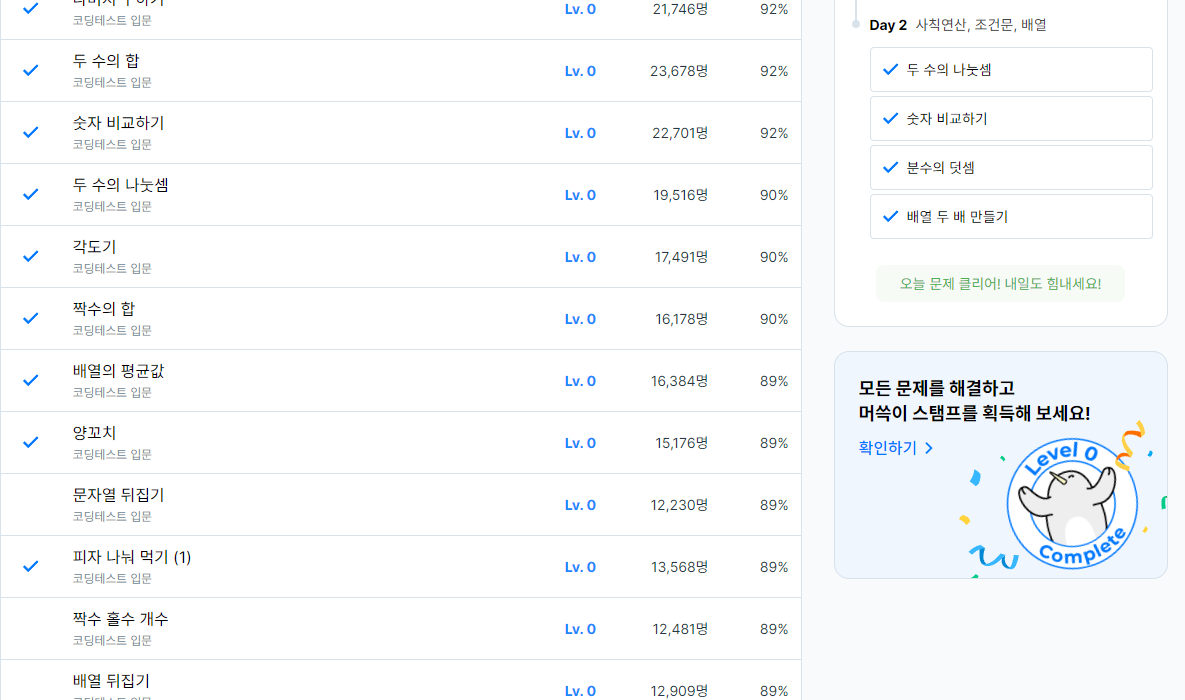 Lv. 0 21,746명 92%
코딩테스트 입문
두 수의 합
코딩테스트 입문
Lv. 0 23,678명 92%
숫자 비교하기
코딩테스트 입문
Lv. 0 22,701명 92%
두 수의 나눗셈
코딩테스트 입문
Lv. 0 19,516명 90%
각도기
코딩테스트 입문
Lv. 0 17,491명 90%
짝수의 합
코딩테스트 입문
Lv. 0 16,178명 90%
배열의 평균값
코딩테스트 입문
Lv. 0 16,384명 89%
양꼬치
코딩테스트 입문
Lv. 0 15,176명 89%
문자열 뒤집기
코딩테스트 입문
Lv. 0 12,230명 89%
피자 나눠 먹기 (1)
코딩테스트 입문
Lv. 0 13,568명 89%
짝수 홀수 개수
코딩테스트 입문
Lv. 0 12,481명 89%
배열 뒤집기
Lv. 0 12,909명 89%
Day 2 사칙연산, 조건문, 배열
두 수의 나눗셈
숫자 비교하기
분수의 덧셈
배열 두 배 만들기
오늘 문제 클리어! 내일도 힘내세요!
모든 문제를 해결하고
머쓱이 스탬프를 획득해 보세요!
확인하기
Level 0
Complete